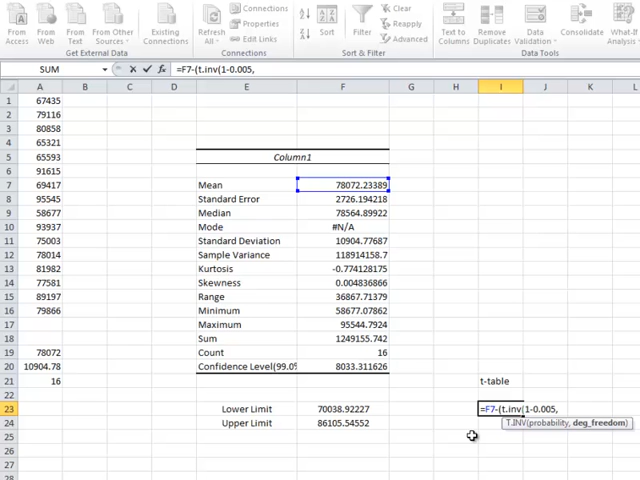 From Access
From Web
From Text
From Other Sources
Existing Connections
Refresh All
Connections
Properties
Edit Links
Sort
Clear
Reapply
Advanced
Text to Columns
Remove Duplicates
Data Validation
Consolidate
What-If Analysis
Get External Data
Connections
Sort & Filter
Data Tools
SUM
fx
=F7-(t.inv(1-0.005,
A B C D E F G H I J K L
1 67435
2 79116
3 80858
4 65321
5 65593 Column1
6 91615
7 69417 Mean 78072.23389
8 95545 Standard Error 2726.194218
9 58677 Median 78564.89922
10 93937 Mode #N/A
11 75003 Standard Deviation 10904.77687
12 78014 Sample Variance 118914158.7
13 81982 Kurtosis -0.774128175
14 77581 Skewness 0.004836866
15 89197 Range 36867.71379
16 79866 Minimum 58677.07862
17 Maximum 95544.7924
18 Sum 1249155.742
19 78072 Count 16
20 10904.78 Confidence Level(99.0% 8033.311626
21 16 t-table
22
23 Lower Limit 70038.92227 =F7-(t.inv(1-0.005,
24 Upper Limit 86105.54552 T.INV(probability, deg_freedom)
25
26
27
28